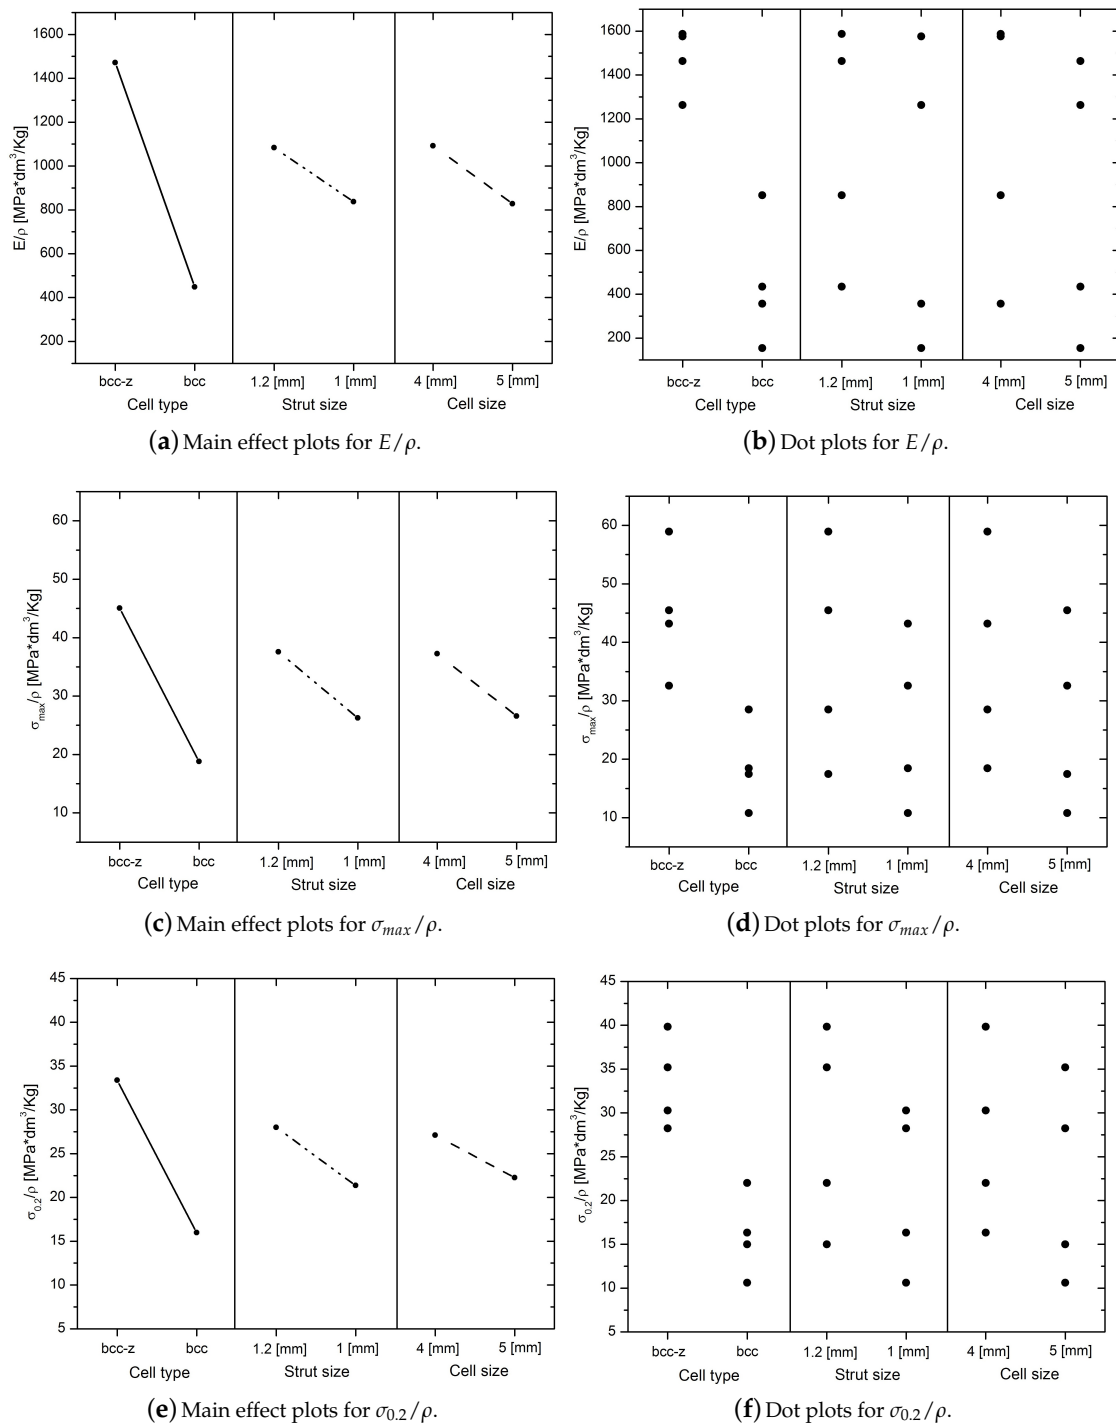 1600
1400
1200
1000
800
600
400
200
E/ρ [MPa*dm³/Kg]
bcc-z bcc 1.2 [mm] 1 [mm] 4 [mm] 5 [mm]
Cell type Strut size Cell size
(a) Main effect plots for E/ρ.
1600
1400
1200
1000
800
600
400
200
E/ρ [MPa*dm³/Kg]
bcc-z bcc 1.2 [mm] 1 [mm] 4 [mm] 5 [mm]
Cell type Strut size Cell size
(b) Dot plots for E/ρ.
60
50
40
30
20
10
σmax/ρ [MPa*dm³/Kg]
bcc-z bcc 1.2 [mm] 1 [mm] 4 [mm] 5 [mm]
Cell type Strut size Cell size
(c) Main effect plots for σmax/ρ.
60
50
40
30
20
10
σmax/ρ [MPa*dm³/Kg]
bcc-z bcc 1.2 [mm] 1 [mm] 4 [mm] 5 [mm]
Cell type Strut size Cell size
(d) Dot plots for σmax/ρ.
45
40
35
30
25
20
15
10
5
σ0.2/ρ [MPa*dm³/Kg]
bcc-z bcc 1.2 [mm] 1 [mm] 4 [mm] 5 [mm]
Cell type Strut size Cell size
(e) Main effect plots for σ0.2/ρ.
45
40
35
30
25
20
15
10
5
σ0.2/ρ [MPa*dm³/Kg]
bcc-z bcc 1.2 [mm] 1 [mm] 4 [mm] 5 [mm]
Cell type Strut size Cell size
(f) Dot plots for σ0.2/ρ.